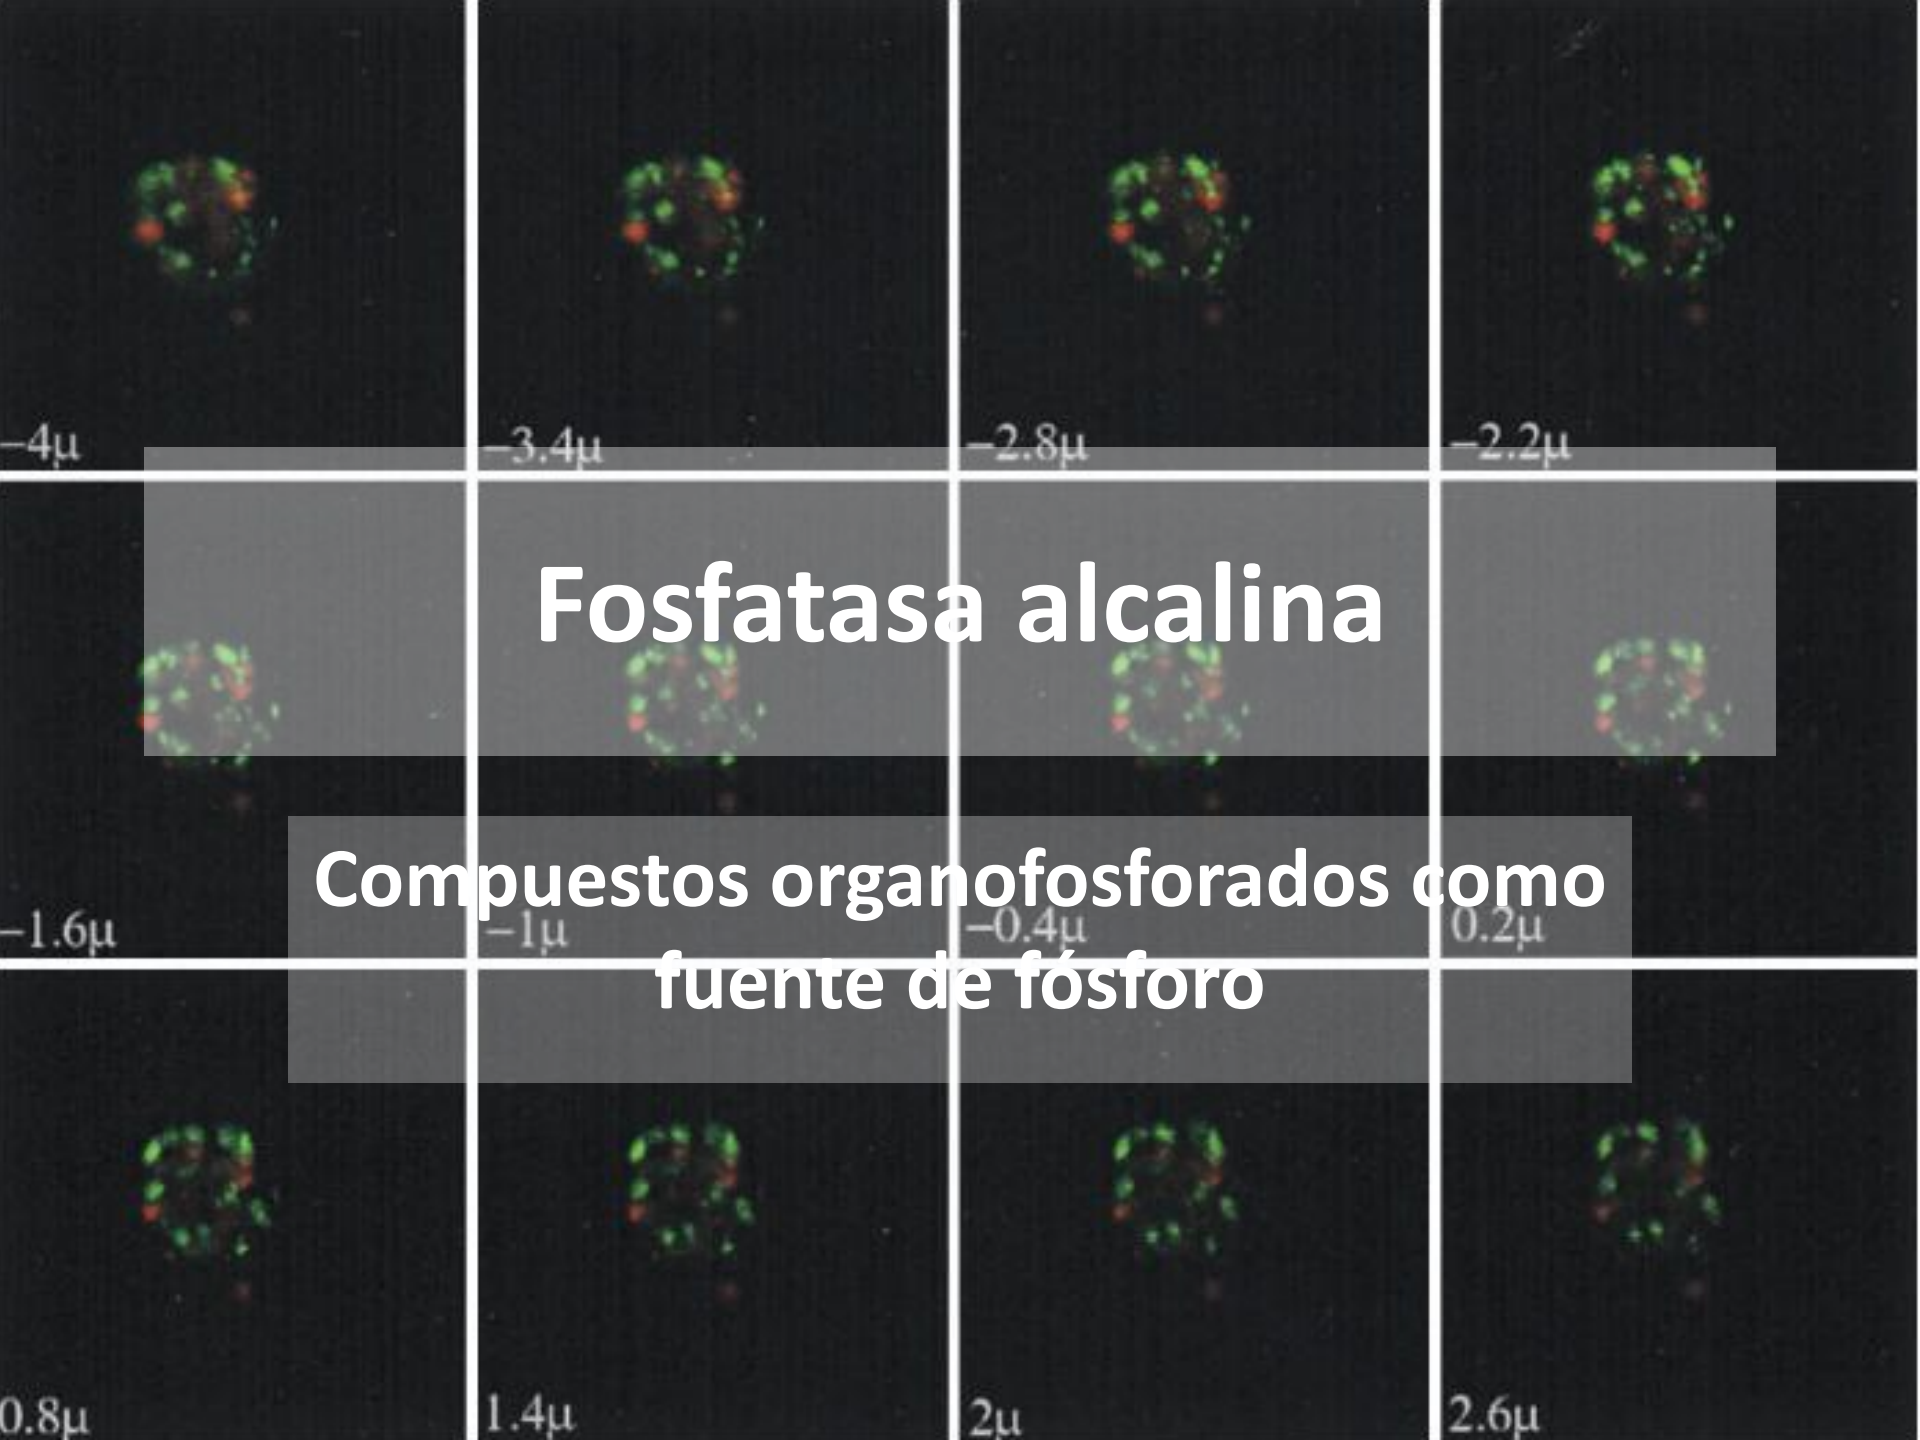 −4μ
−3.4μ
−2.8μ
−2.2μ
Fosfatasa alcalina
Compuestos organofosforados como
fuente de fósforo
−1.6μ
−1μ
−0.4μ
0.2μ
0.8μ
1.4μ
2μ
2.6μ